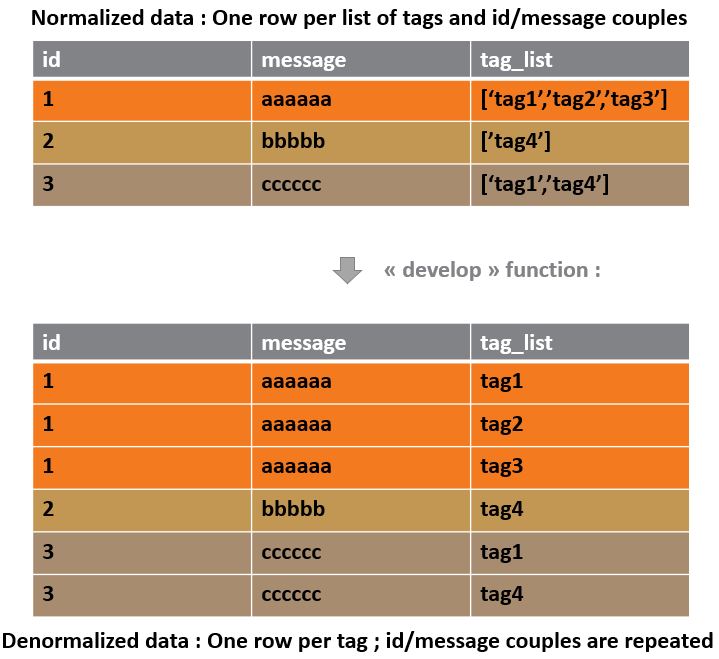 Normalized data : One row per list of tags and id/message couples
id message tag_list
1 aaaaaa [‘tag1’,’tag2’,’tag3’]
2 bbbbb [’tag4’]
3 cccccc [‘tag1’,’tag4’]
« develop » function :
id message tag_list
1 aaaaaa tag1
1 aaaaaa tag2
1 aaaaaa tag3
2 bbbbb tag4
3 cccccc tag1
3 cccccc tag4
Denormalized data : One row per tag ; id/message couples are repeated